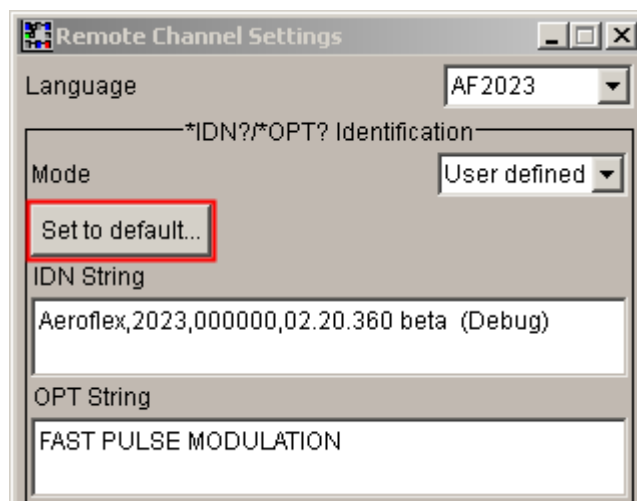 Remote Channel Settings
Language AF2023
*IDN?/*OPT? Identification
Mode User defined
Set to default...
IDN String
Aeroflex,2023,000000,02.20.360 beta  (Debug)
OPT String
FAST PULSE MODULATION